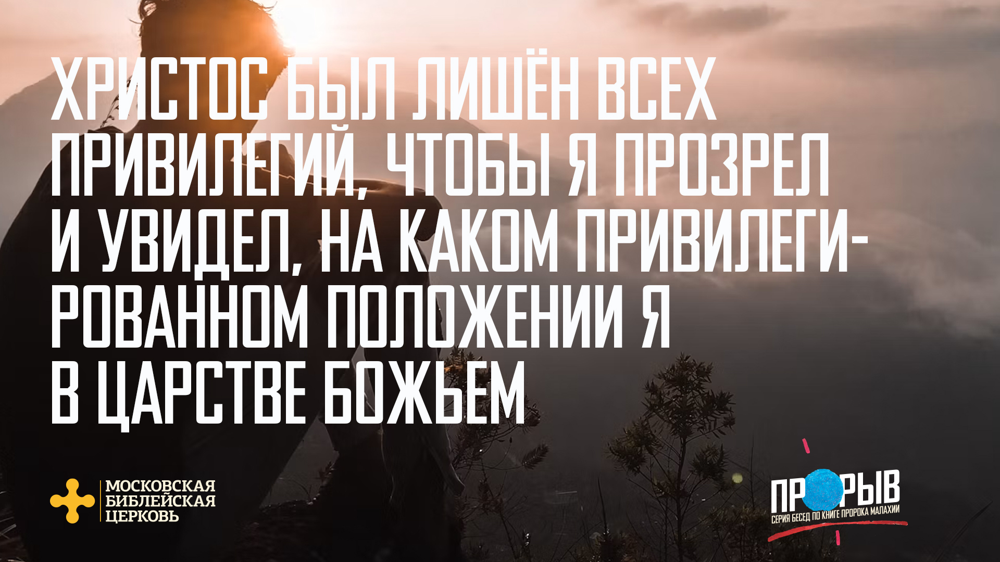 ХРИСТОС БЫЛ ЛИШЁН ВСЕХ
ПРИВИЛЕГИЙ, ЧТОБЫ Я ПРОЗРЕЛ
И УВИДЕЛ, НА КАКОМ ПРИВИЛЕГИ-
РОВАННОМ ПОЛОЖЕНИИ Я
В ЦАРСТВЕ БОЖЬЕМ
МОСКОВСКАЯ
БИБЛЕЙСКАЯ
ЦЕРКОВЬ
ПРОРЫВ
СЕРИЯ БЕСЕД ПО КНИГЕ ПРОРОКА МАЛАХИИ